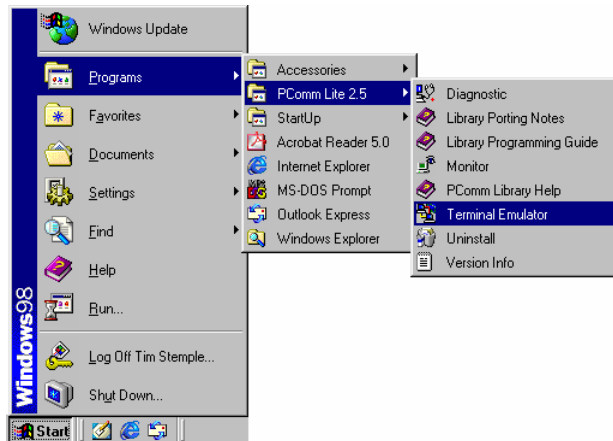 Windows Update
Programs
Favorites
Documents
Settings
Find
Help
Run...
Log Off Tim Stemple...
Shut Down...
Windows98
Start
Accessories
PComm Lite 2.5
StartUp
Acrobat Reader 5.0
Internet Explorer
MS-DOS Prompt
Outlook Express
Windows Explorer
Diagnostic
Library Porting Notes
Library Programming Guide
Monitor
PComm Library Help
Terminal Emulator
Uninstall
Version Info